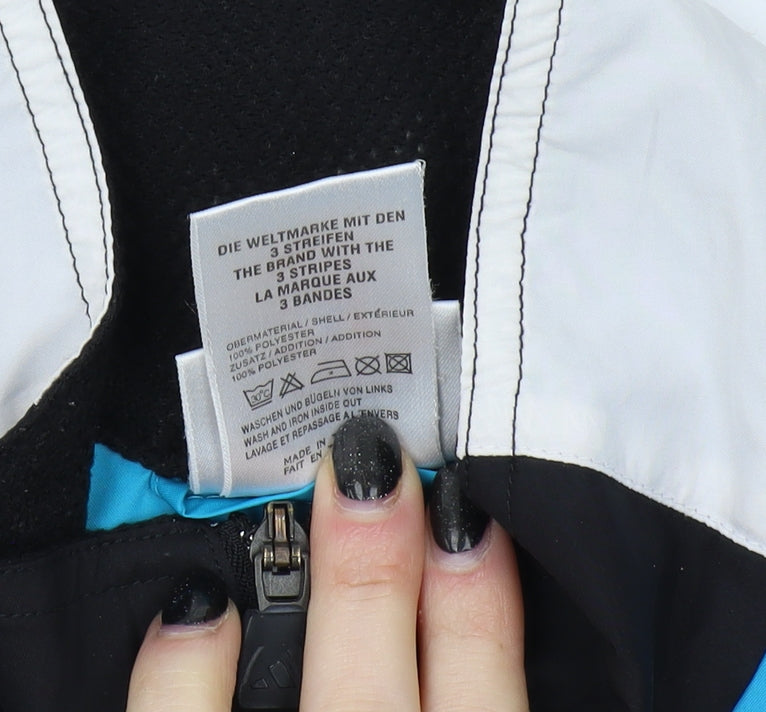 DIE WELTMARKE MIT DEN
3 STREIFEN
THE BRAND WITH THE
3 STRIPES
LA MARQUE AUX
3 BANDES
OBERMATERIAL / SHELL / EXTÉRIEUR
100% POLYESTER
ZUSATZ / ADDITION / ADDITION
100% POLYESTER
30°C
WASCHEN UND BÜGELN VON LINKS
WASH AND IRON INSIDE OUT
LAVAGE ET REPASSAGE AL'ENVERS
MADE IN
FAIT EN